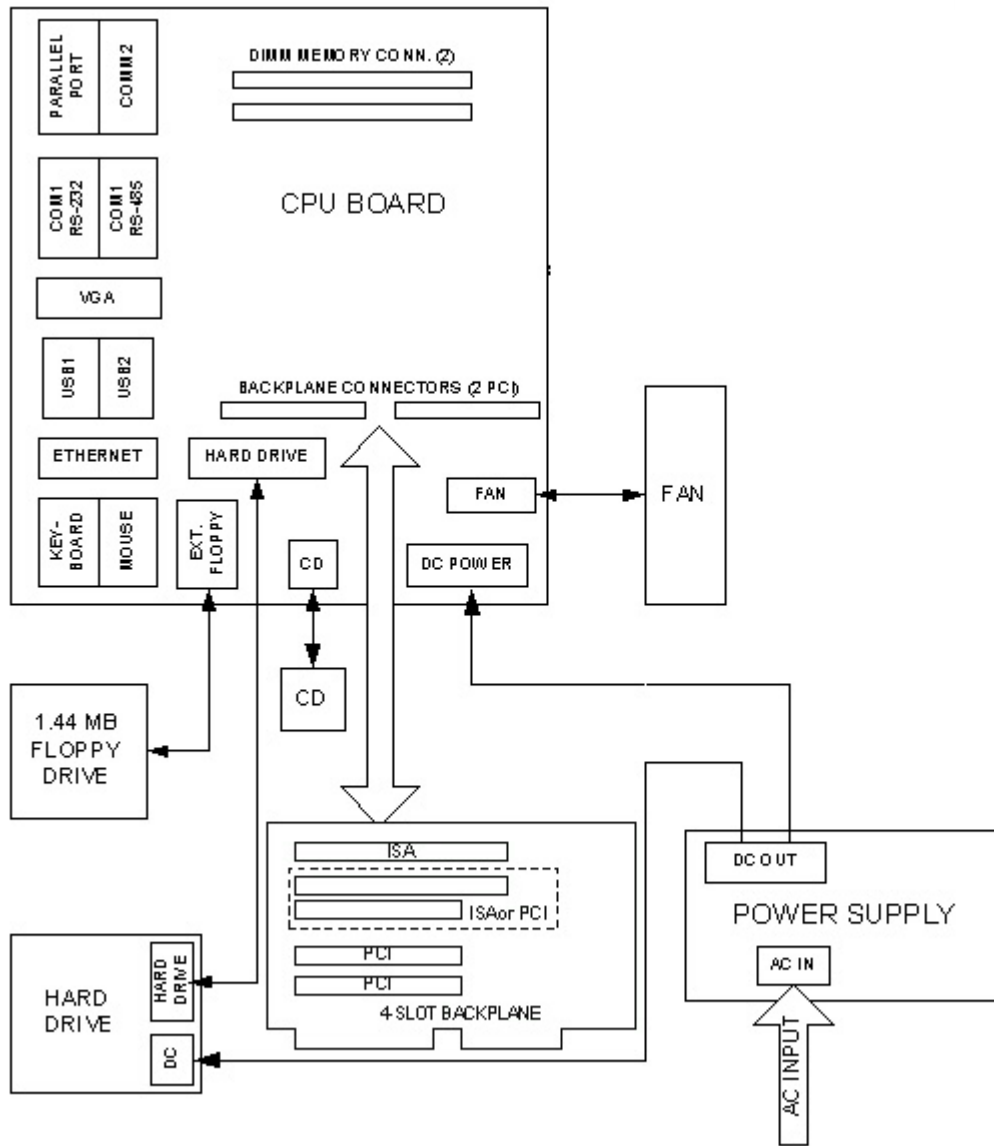 PARALLEL
PORT
COMM2
DIMM MEMORY CONN. (2)
COM1
RS-232
COM1
RS-485
CPU BOARD
VGA
USB1
USB2
BACKPLANE CONNECTORS (2 PCI)
ETHERNET
HARD DRIVE
FAN
FAN
KEY-
BOARD
MOUSE
EXT.
FLOPPY
CD
DC POWER
CD
1.44 MB
FLOPPY
DRIVE
ISA
ISA or PCI
PCI
PCI
4-SLOT BACKPLANE
DC OUT
POWER SUPPLY
AC IN
AC INPUT
HARD
DRIVE
HARD
DRIVE
DC